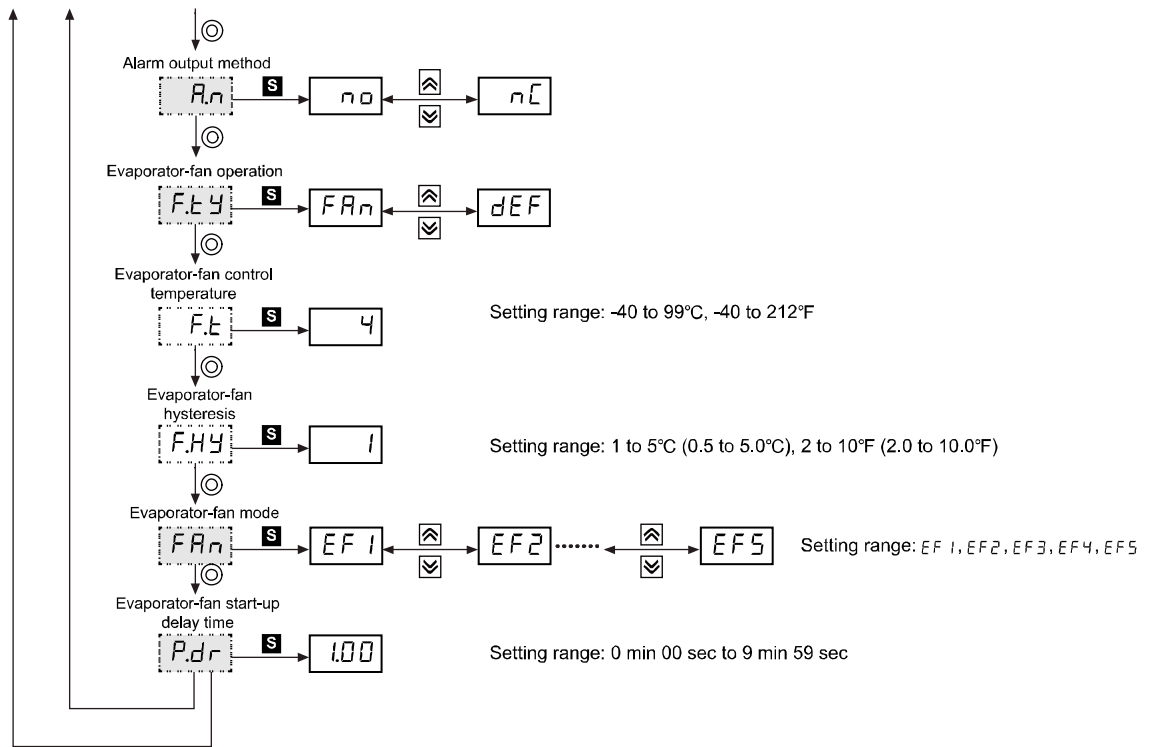 Alarm output method
A.n S no nC
Evaporator-fan operation
F.tY S FAn dEF
Evaporator-fan control
temperature
F.t S 4 Setting range: -40 to 99°C, -40 to 212°F
Evaporator-fan
hysteresis
F.HY S 1 Setting range: 1 to 5°C (0.5 to 5.0°C), 2 to 10°F (2.0 to 10.0°F)
Evaporator-fan mode
FAn S EF1 EF2 ······ EF5 Setting range: EF1, EF2, EF3, EF4, EF5
Evaporator-fan start-up
delay time
P.dr S 1.00 Setting range: 0 min 00 sec to 9 min 59 sec